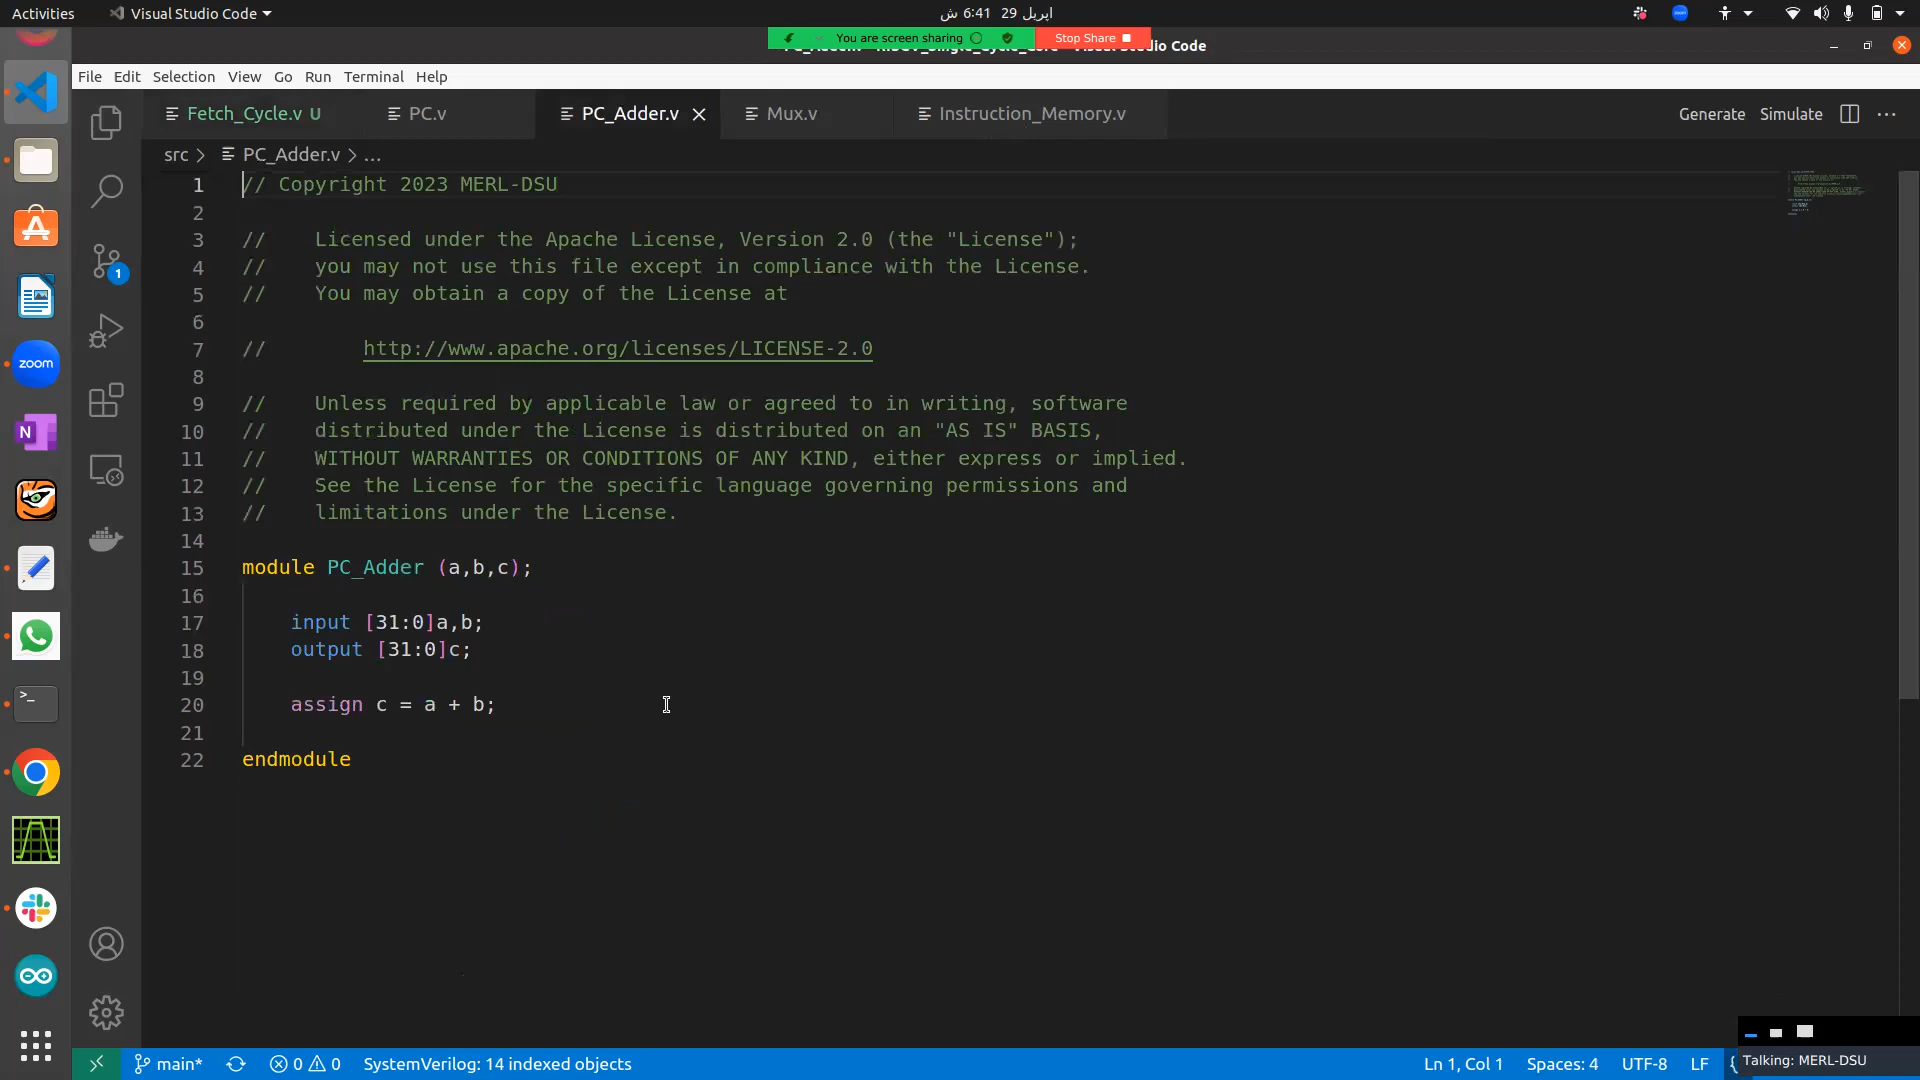 Activities
Visual Studio Code
اپریل 29  6:41 ش
You are screen sharing
Stop Share
Visual Studio Code
File Edit Selection View Go Run Terminal Help
Fetch_Cycle.v U
PC.v
PC_Adder.v
Mux.v
Instruction_Memory.v
Generate Simulate
src > PC_Adder.v > ...
1 // Copyright 2023 MERL-DSU
2
3 //    Licensed under the Apache License, Version 2.0 (the "License");
4 //    you may not use this file except in compliance with the License.
5 //    You may obtain a copy of the License at
6
7 //        http://www.apache.org/licenses/LICENSE-2.0
8
9 //    Unless required by applicable law or agreed to in writing, software
10 //    distributed under the License is distributed on an "AS IS" BASIS,
11 //    WITHOUT WARRANTIES OR CONDITIONS OF ANY KIND, either express or implied.
12 //    See the License for the specific language governing permissions and
13 //    limitations under the License.
14
15 module PC_Adder (a,b,c);
16
17     input [31:0]a,b;
18     output [31:0]c;
19
20     assign c = a + b;
21
22 endmodule
1
zoom
N
main*
0 0
SystemVerilog: 14 indexed objects
Ln 1, Col 1
Spaces: 4
UTF-8
LF
Talking: MERL-DSU